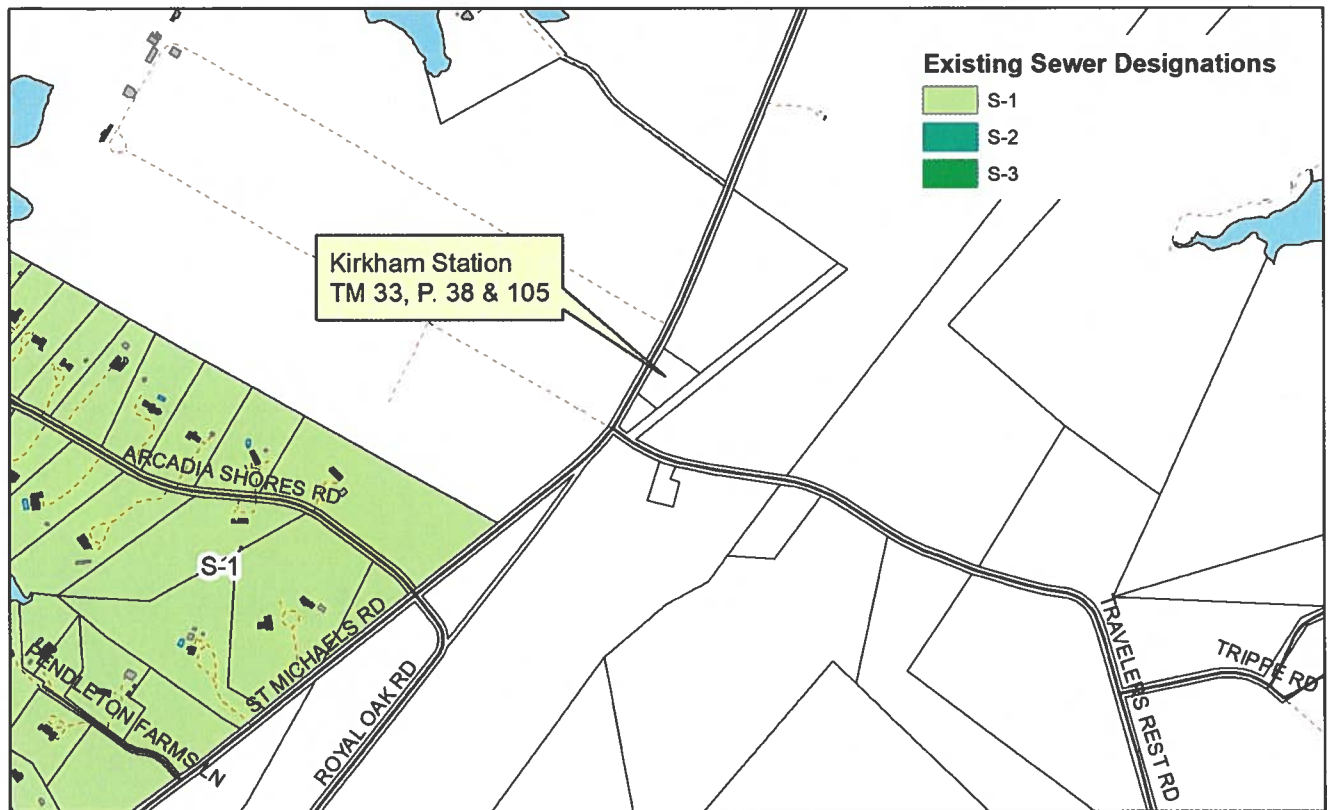 Existing Sewer Designations
S-1
S-2
S-3
Kirkham Station
TM 33, P. 38 & 105
ARCADIA SHORES RD
S-1
ST MICHAELS RD
PENDLETON FARMS LN
ROYAL OAK RD
TRAVELERS REST RD
TRIPPE RD